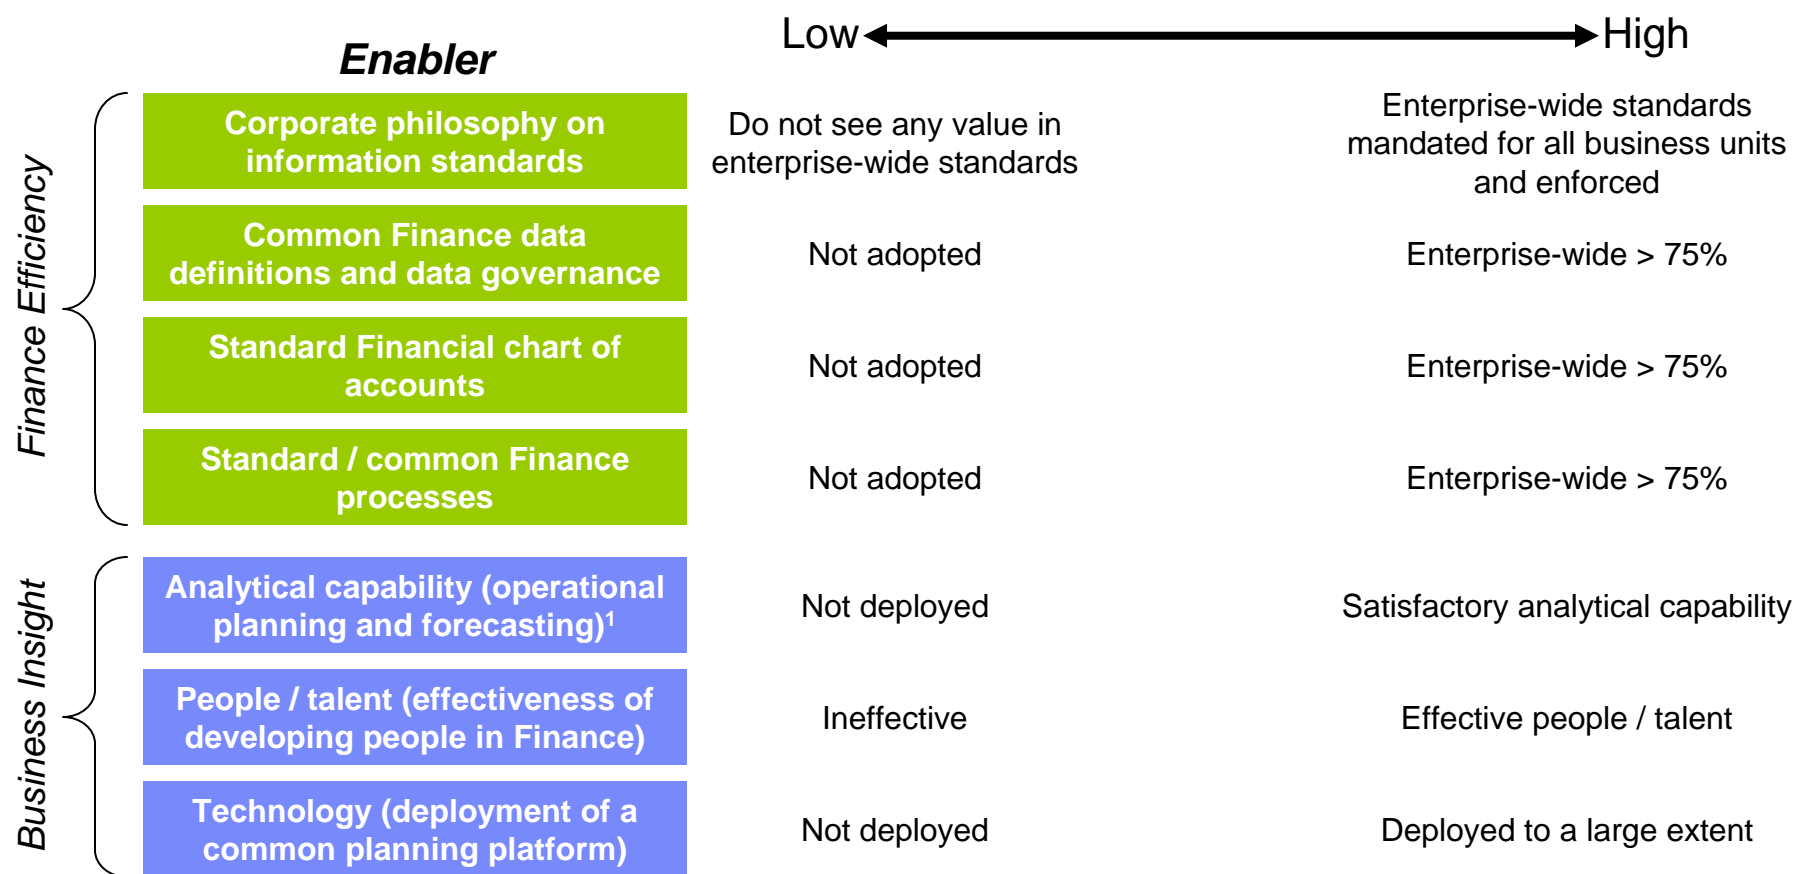 Enabler
Low
High
Finance Efficiency
Corporate philosophy on
information standards
Do not see any value in
enterprise-wide standards
Enterprise-wide standards
mandated for all business units
and enforced
Common Finance data
definitions and data governance
Not adopted
Enterprise-wide > 75%
Standard Financial chart of
accounts
Not adopted
Enterprise-wide > 75%
Standard / common Finance
processes
Not adopted
Enterprise-wide > 75%
Business Insight
Analytical capability (operational
planning and forecasting)¹
Not deployed
Satisfactory analytical capability
People / talent (effectiveness of
developing people in Finance)
Ineffective
Effective people / talent
Technology (deployment of a
common planning platform)
Not deployed
Deployed to a large extent